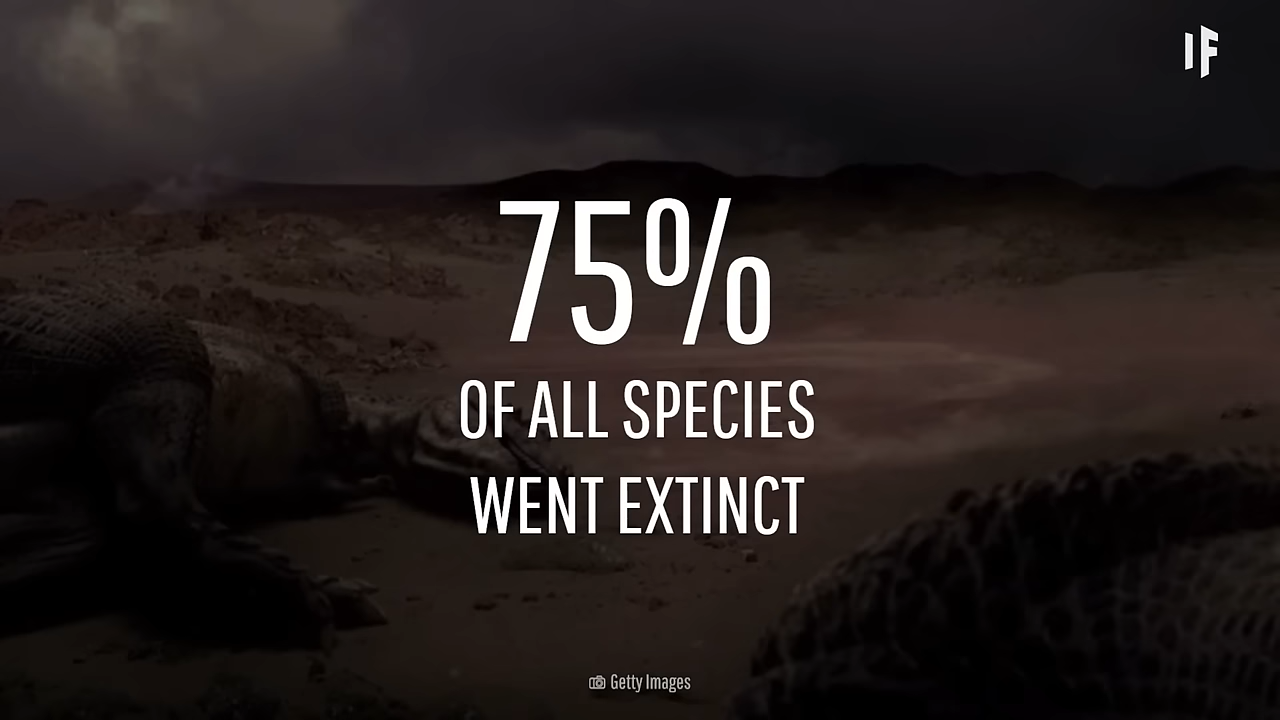 IF
75%
OF ALL SPECIES
WENT EXTINCT
Getty Images